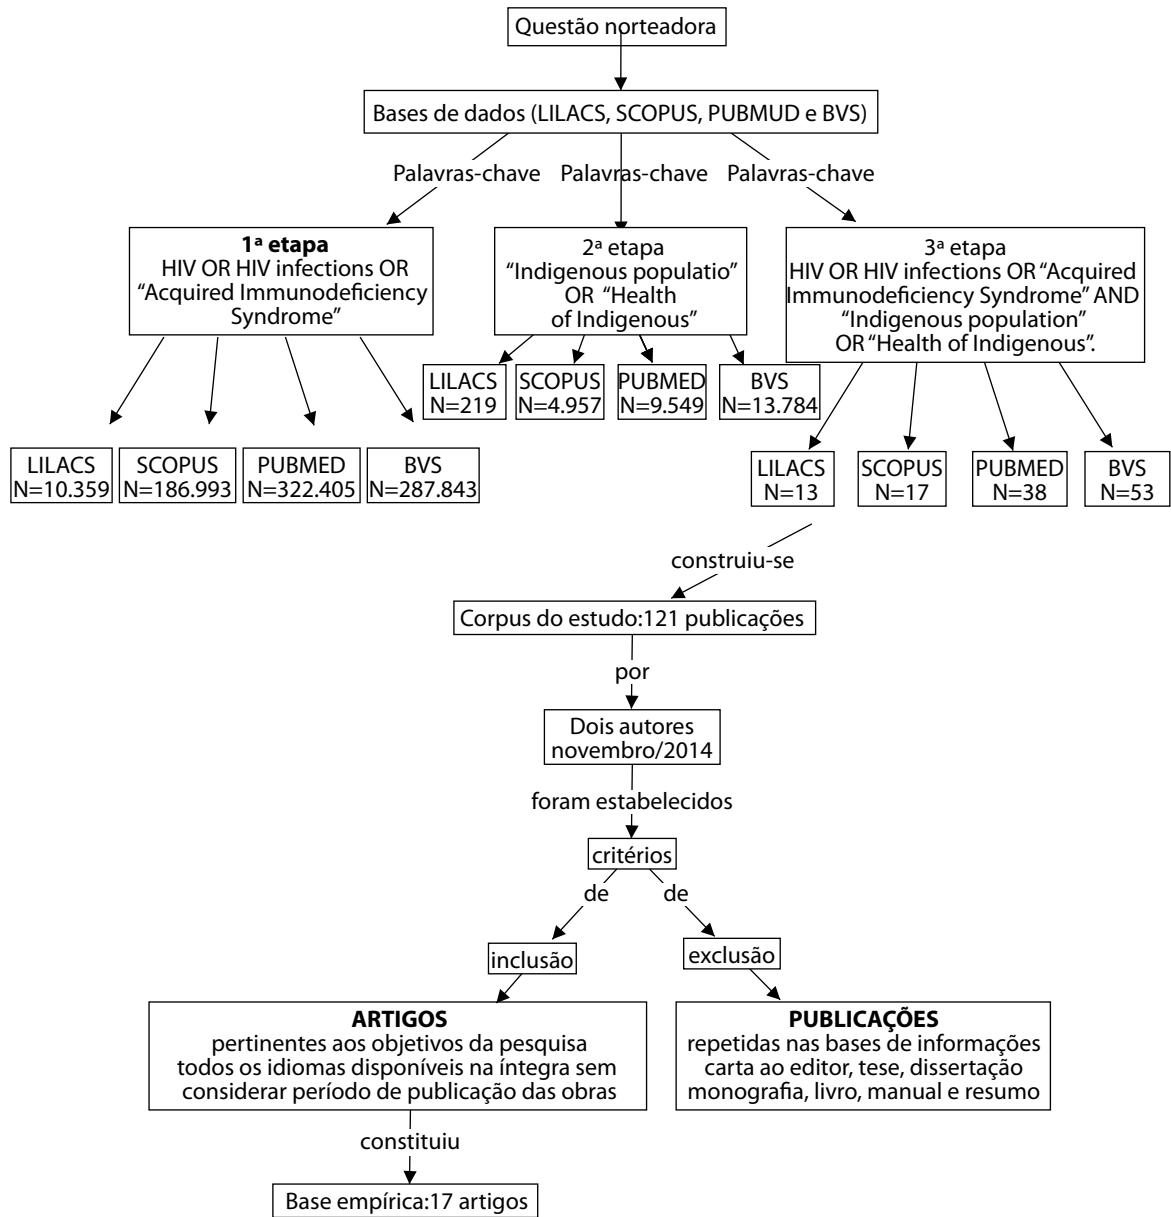 Questão norteadora
Bases de dados (LILACS, SCOPUS, PUBMUD e BVS)
Palavras-chave
Palavras-chave
Palavras-chave
1ª etapa
HIV OR HIV infections OR
“Acquired Immunodeficiency
Syndrome”
2ª etapa
“Indigenous populatio”
OR “Health
of Indigenous”
3ª etapa
HIV OR HIV infections OR “Acquired
Immunodeficiency Syndrome” AND
“Indigenous population”
OR “Health of Indigenous”.
LILACS
N=10.359
SCOPUS
N=186.993
PUBMED
N=322.405
BVS
N=287.843
LILACS
N=219
SCOPUS
N=4.957
PUBMED
N=9.549
BVS
N=13.784
LILACS
N=13
SCOPUS
N=17
PUBMED
N=38
BVS
N=53
construiu-se
Corpus do estudo:121 publicações
por
Dois autores
novembro/2014
foram estabelecidos
critérios
de
de
inclusão
exclusão
ARTIGOS
pertinentes aos objetivos da pesquisa
todos os idiomas disponíveis na íntegra sem
considerar período de publicação das obras
PUBLICAÇÕES
repetidas nas bases de informações
carta ao editor, tese, dissertação
monografia, livro, manual e resumo
constituiu
Base empírica:17 artigos